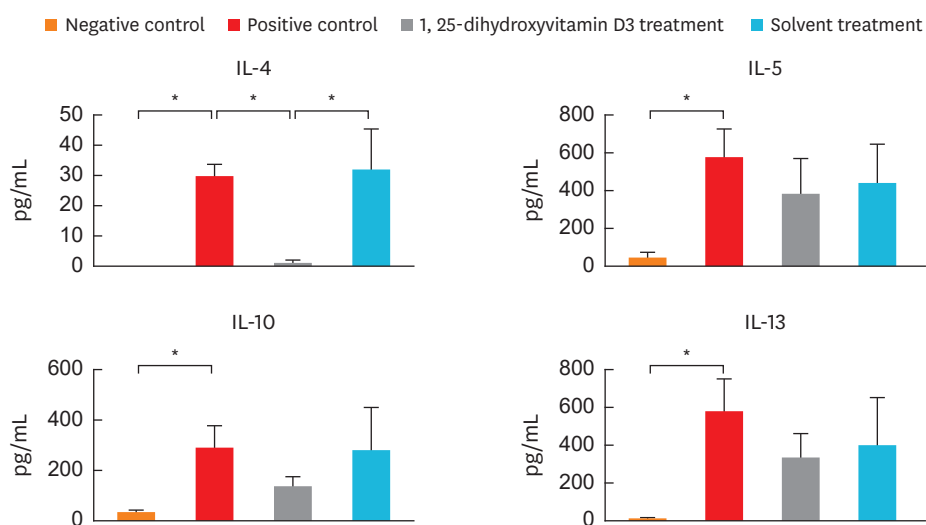 Negative control Positive control 1, 25-dihydroxyvitamin D3 treatment Solvent treatment
IL-4
* * *
50
40
30
20
10
0
pg/mL
IL-5
*
800
600
400
200
0
pg/mL
IL-10
*
600
400
200
0
pg/mL
IL-13
*
800
600
400
200
0
pg/mL